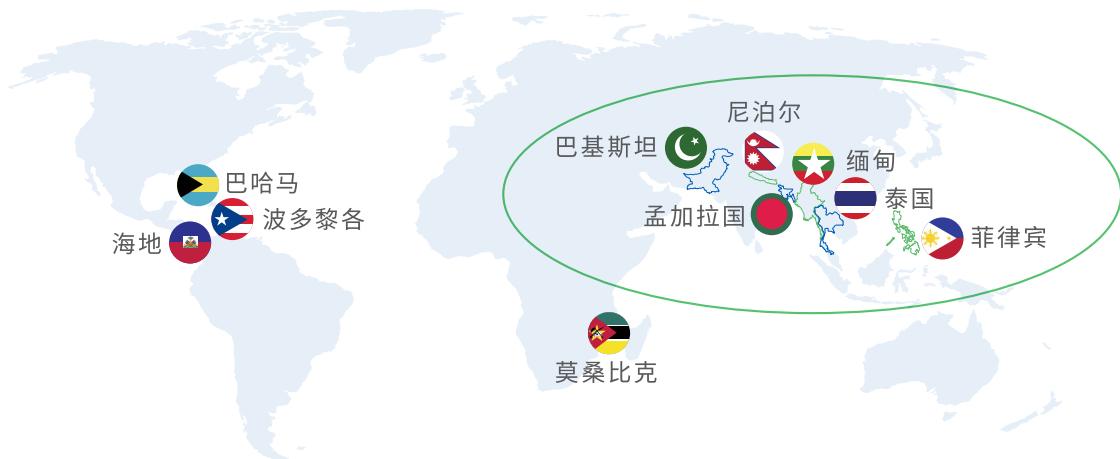 尼泊尔
巴基斯坦
缅甸
巴哈马
泰国
波多黎各
孟加拉国
海地
菲律宾
莫桑比克